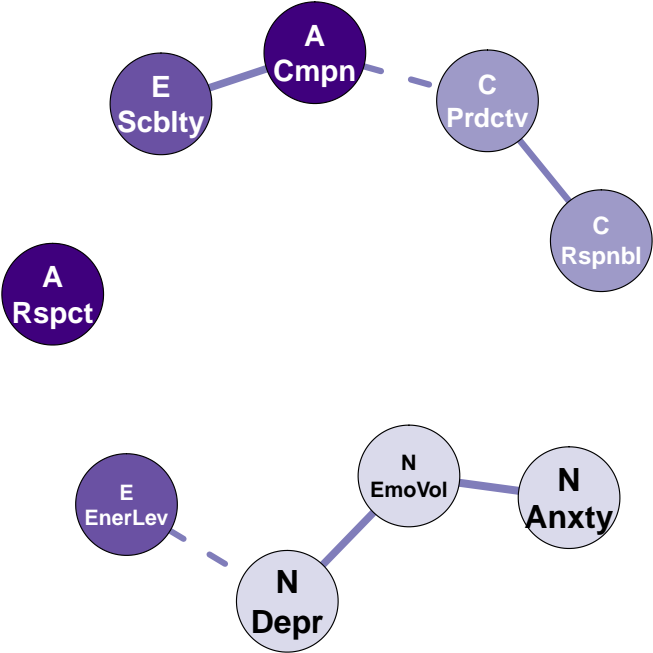 A
Cmpn
E
Scblty
C
Prdctv
C
Rspnbl
A
Rspct
N
EmoVol
N
Anxty
E
EnerLev
N
Depr